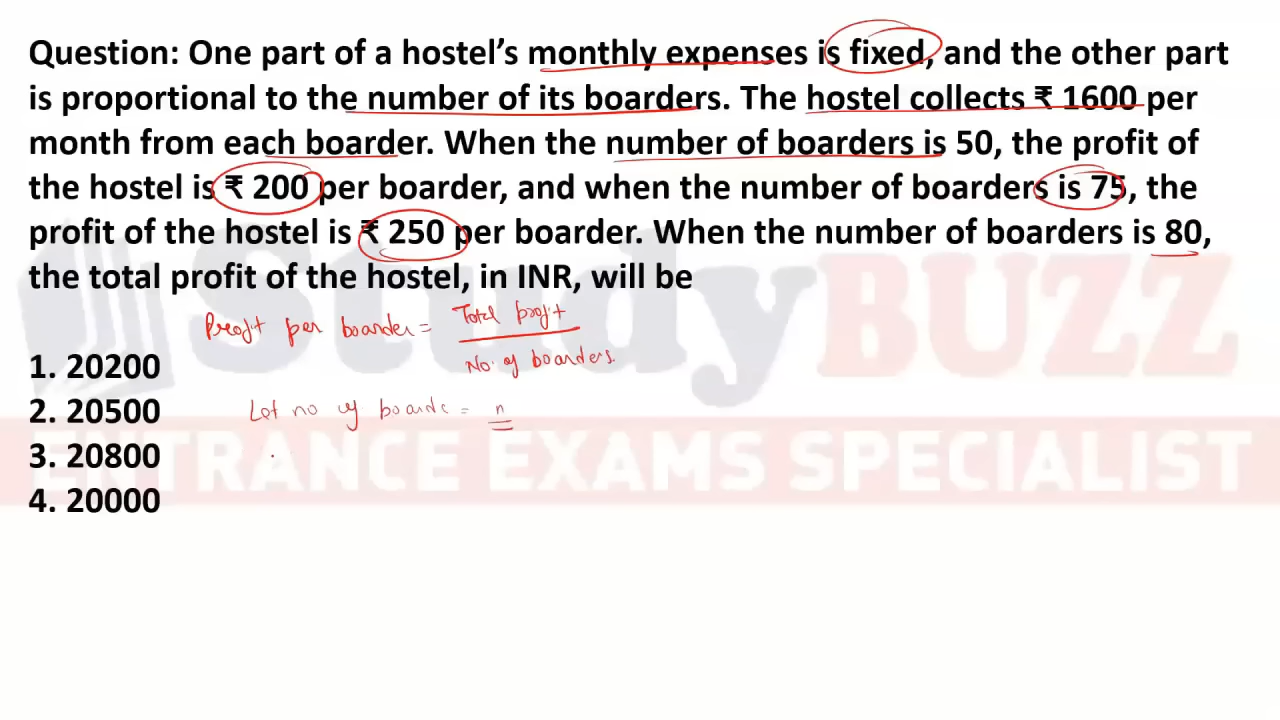 Question: One part of a hostel’s monthly expenses is fixed, and the other part
is proportional to the number of its boarders. The hostel collects ₹ 1600 per
month from each boarder. When the number of boarders is 50, the profit of
the hostel is ₹ 200 per boarder, and when the number of boarders is 75, the
profit of the hostel is ₹ 250 per boarder. When the number of boarders is 80,
the total profit of the hostel, in INR, will be
Profit per boarder = Total profit
No. of boarders.
1. 20200
2. 20500
Let no of boarde = n
3. 20800
4. 20000
StudyBUZZ
ENTRANCE EXAMS SPECIALIST